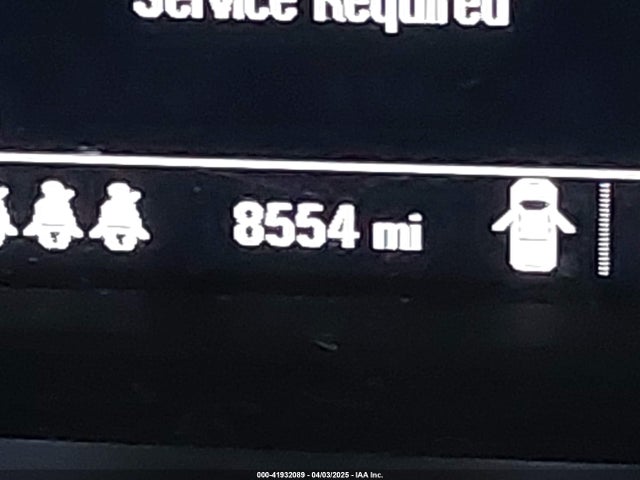 Service Required
8554 mi
000-41932089 - 04/03/2025 - IAA Inc.